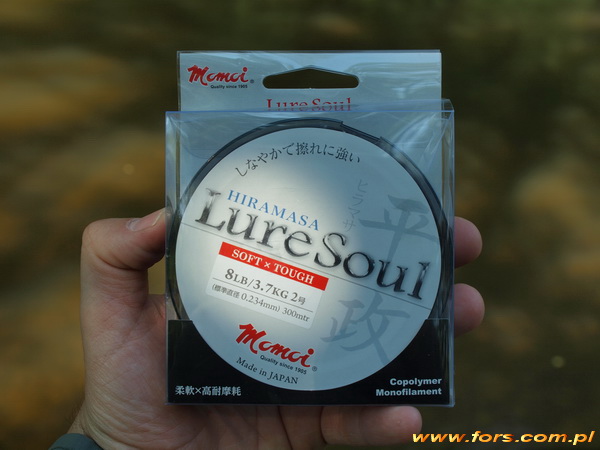 Momoi
Quality since 1905
Lure Soul
しなやかで擦れに強い
ヒラマサ
平政
HIRAMASA
LureSoul
SOFT × TOUGH
8LB/3.7KG 2号
(標準直径 0.234mm) 300mtr
Momoi
Quality since 1905
Made in JAPAN
柔軟×高耐摩耗
Copolymer
Monofilament
www.fors.com.pl